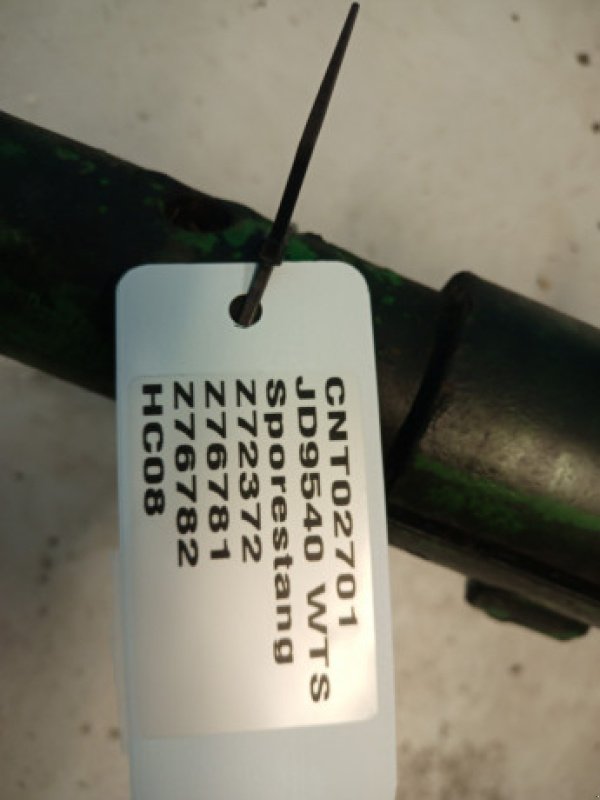 CNT02701
JD9540 WTS
Sporestang
Z72372
Z76781
Z76782
HC08